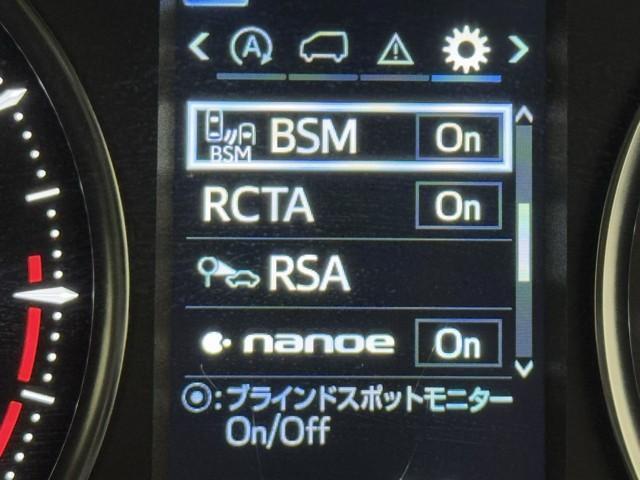 A
BSM BSM On
RCTA On
RSA
nanoe On
◉:ブラインドスポットモニター
On/Off